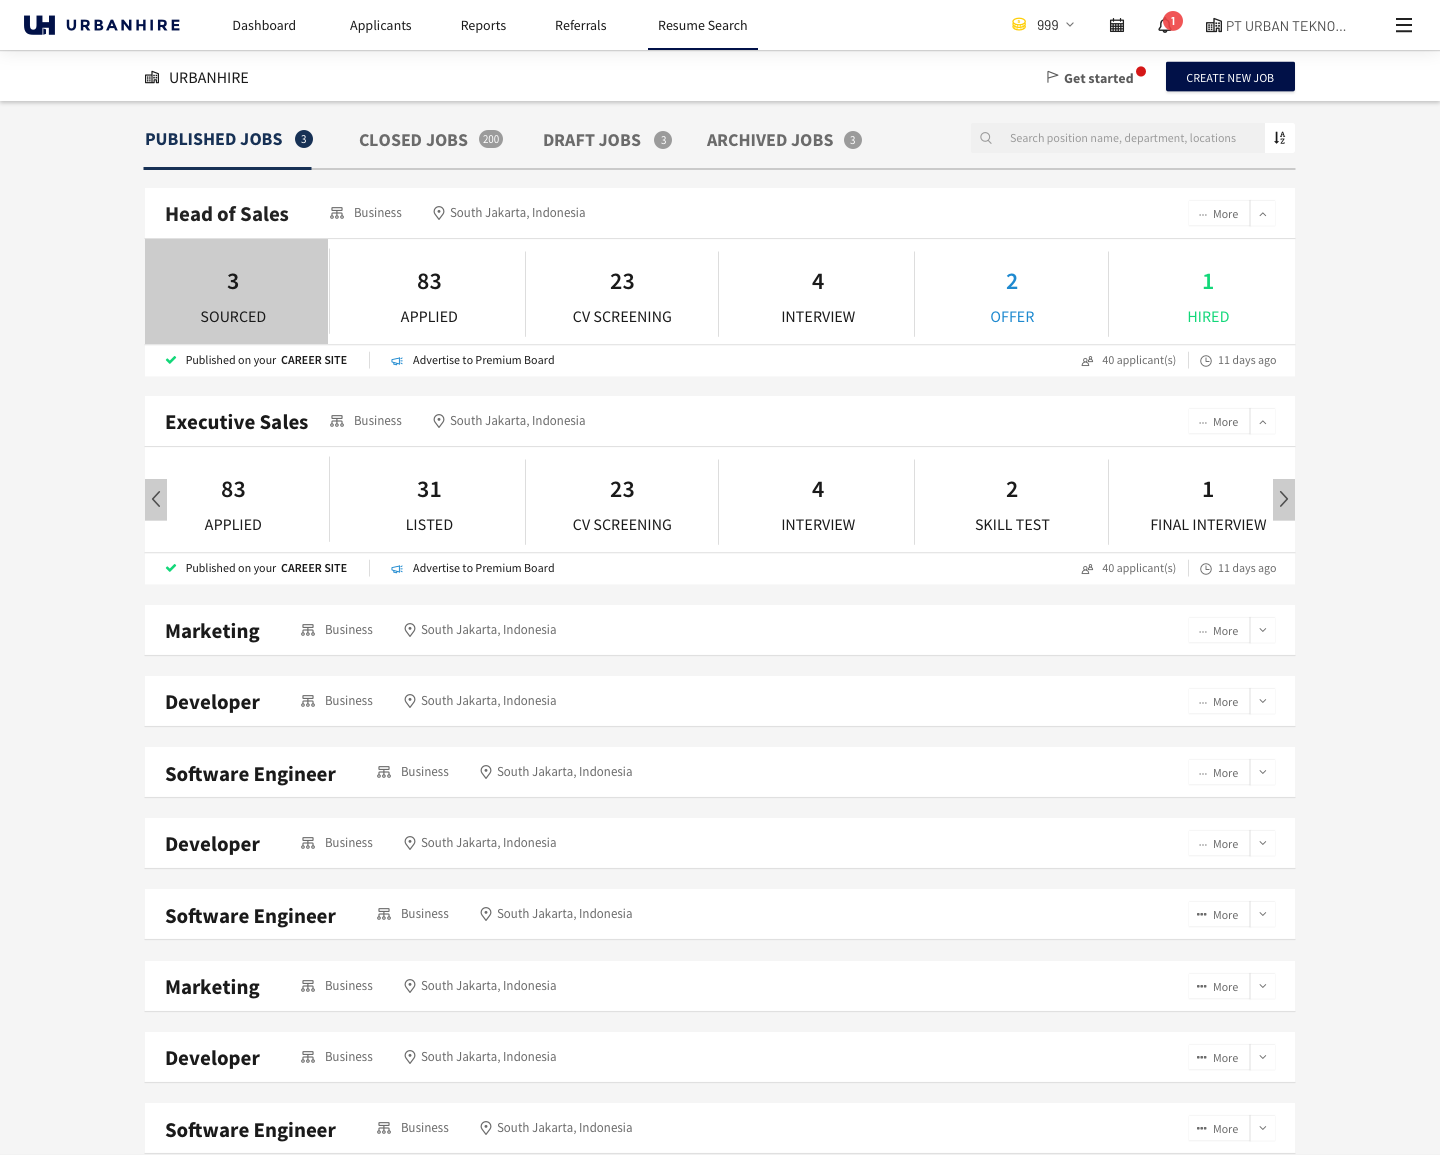 UH URBANHIRE Dashboard Applicants Reports Referrals Resume Search 999 1 PT URBAN TEKNO...
URBANHIRE Get started CREATE NEW JOB
PUBLISHED JOBS 3 CLOSED JOBS 200 DRAFT JOBS 3 ARCHIVED JOBS 3 Search position name, department, locations AZ
Head of Sales Business South Jakarta, Indonesia ... More
3 83 23 4 2 1
SOURCED APPLIED CV SCREENING INTERVIEW OFFER HIRED
Published on your CAREER SITE Advertise to Premium Board 40 applicant(s) 11 days ago
Executive Sales Business South Jakarta, Indonesia ... More
83 31 23 4 2 1
APPLIED LISTED CV SCREENING INTERVIEW SKILL TEST FINAL INTERVIEW
Published on your CAREER SITE Advertise to Premium Board 40 applicant(s) 11 days ago
Marketing Business South Jakarta, Indonesia ... More
Developer Business South Jakarta, Indonesia ... More
Software Engineer Business South Jakarta, Indonesia ... More
Developer Business South Jakarta, Indonesia ... More
Software Engineer Business South Jakarta, Indonesia ... More
Marketing Business South Jakarta, Indonesia ... More
Developer Business South Jakarta, Indonesia ... More
Software Engineer Business South Jakarta, Indonesia ... More